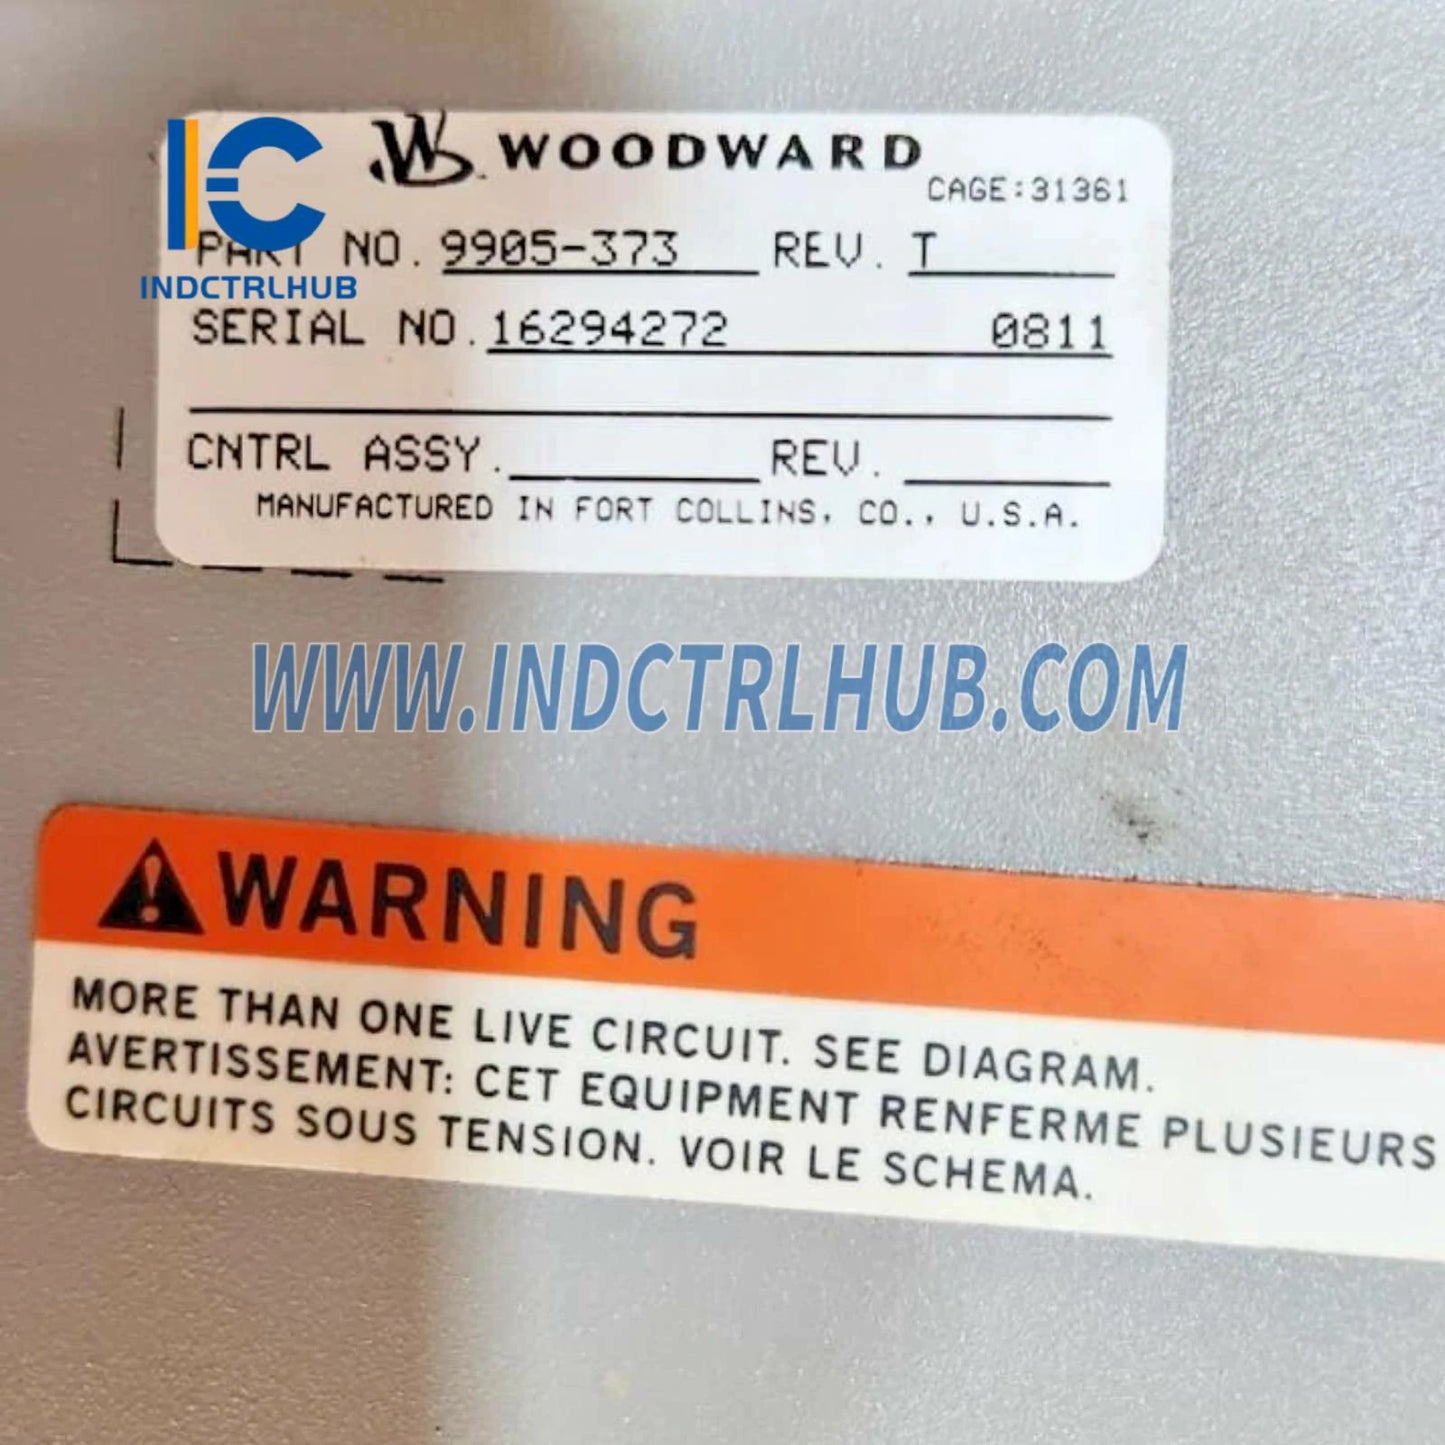 WOODWARD
CAGE:31361
PART NO. 9905-373 REV. T
INDCTRLHUB
SERIAL NO. 16294272 0811
CNTRL ASSY. REV.
MANUFACTURED IN FORT COLLINS, CO., U.S.A.
WWW.INDCTRLHUB.COM
WARNING
MORE THAN ONE LIVE CIRCUIT. SEE DIAGRAM.
AVERTISSEMENT: CET EQUIPMENT RENFERME PLUSIEURS
CIRCUITS SOUS TENSION. VOIR LE SCHEMA.